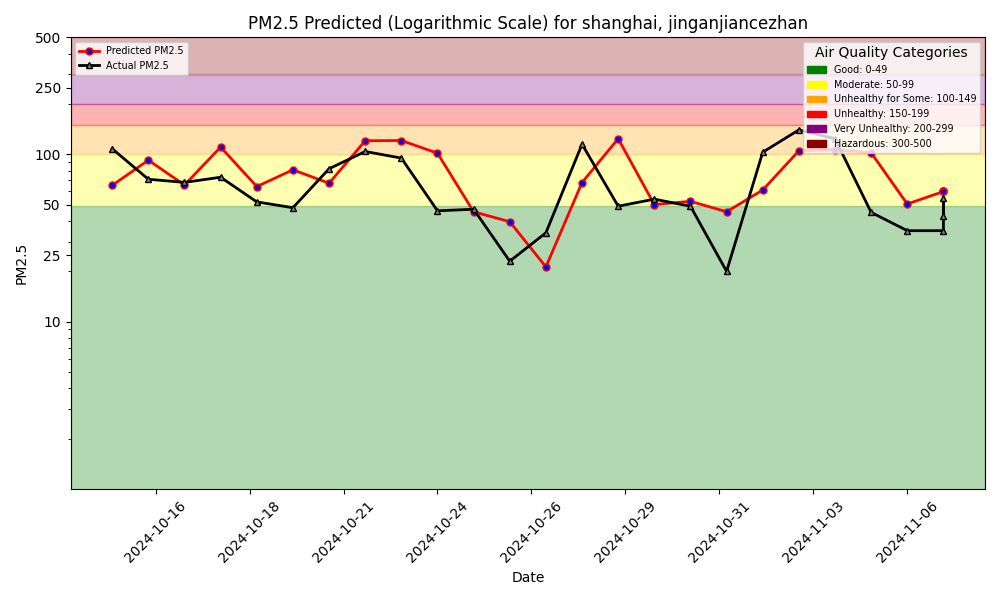 PM2.5 Predicted (Logarithmic Scale) for shanghai, jinganjiancezhan
Predicted PM2.5
Actual PM2.5
Air Quality Categories
Good: 0-49
Moderate: 50-99
Unhealthy for Some: 100-149
Unhealthy: 150-199
Very Unhealthy: 200-299
Hazardous: 300-500
500
250
100
50
25
10
PM2.5
2024-10-16
2024-10-18
2024-10-21
2024-10-24
2024-10-26
2024-10-29
2024-10-31
2024-11-03
2024-11-06
Date